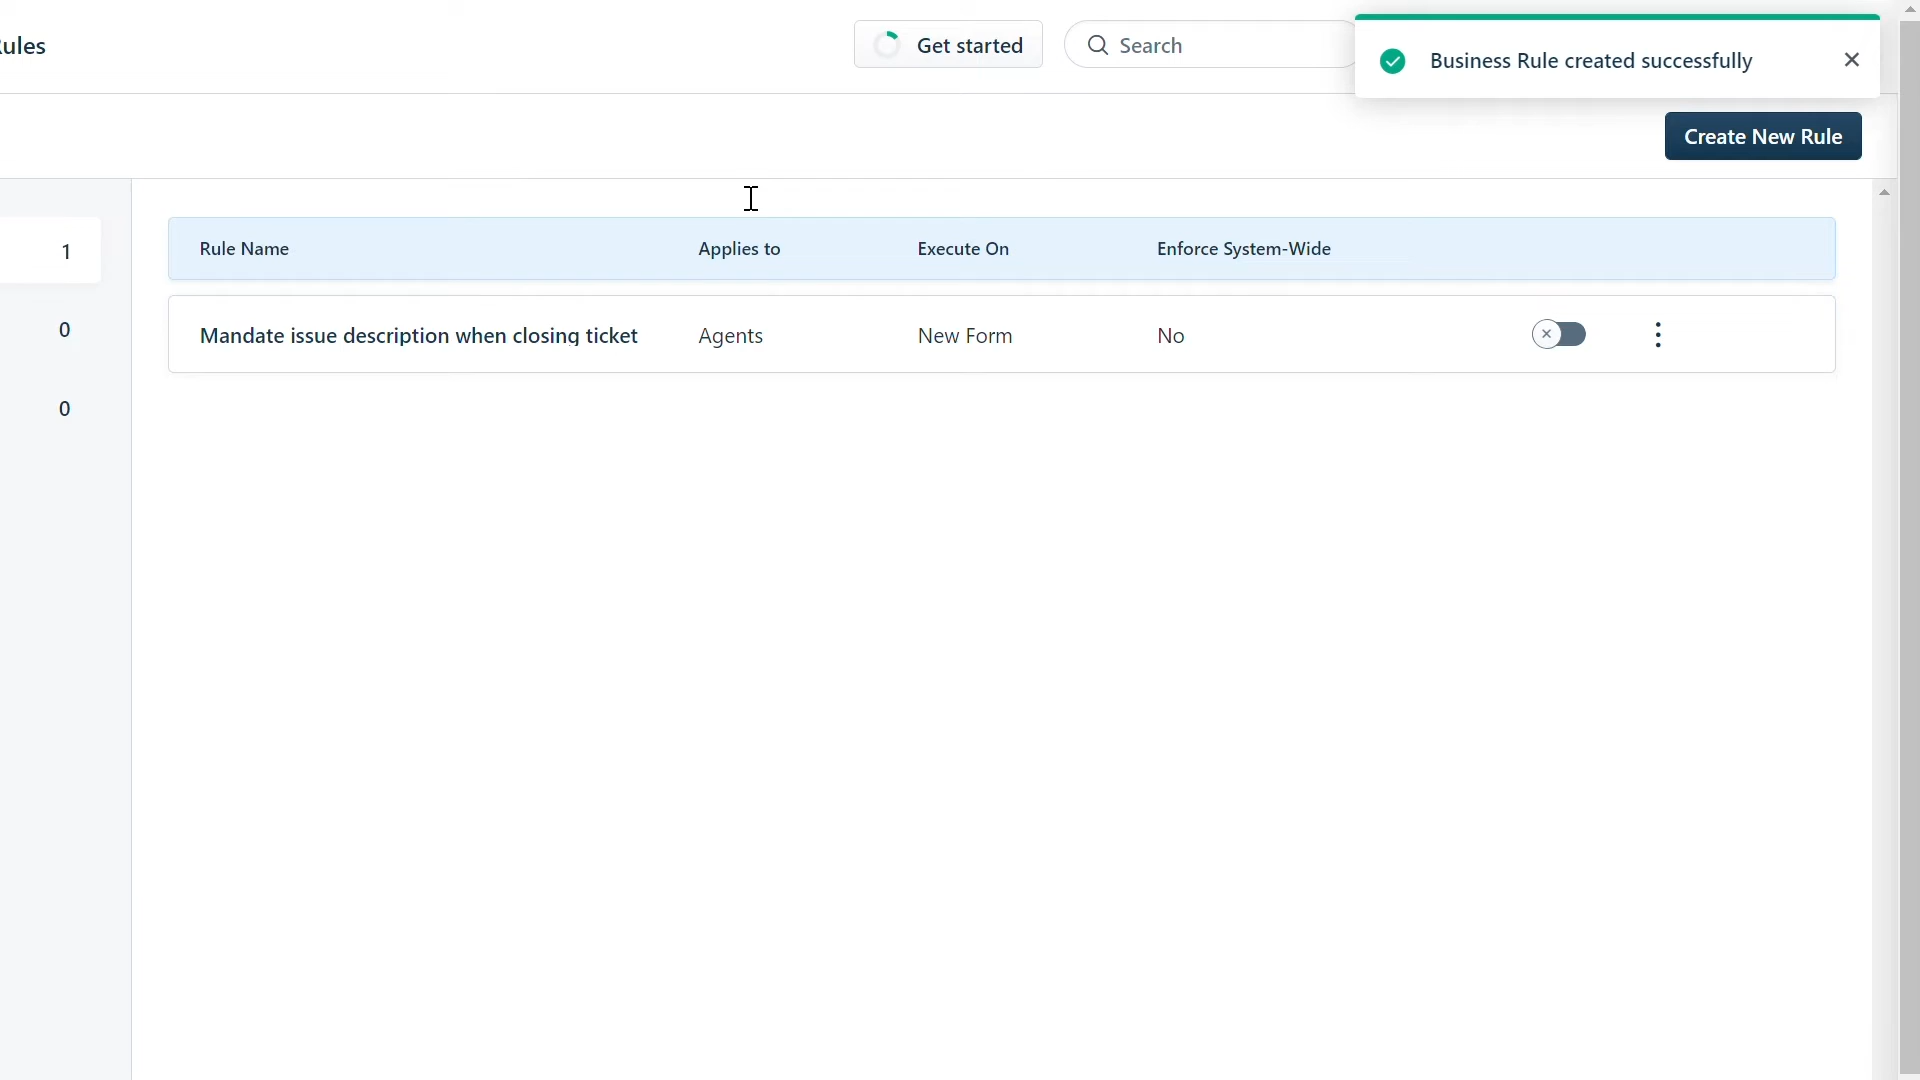 ules
Get started
Search
Business Rule created successfully
Create New Rule
1
0
0
Rule Name
Applies to
Execute On
Enforce System-Wide
Mandate issue description when closing ticket
Agents
New Form
No